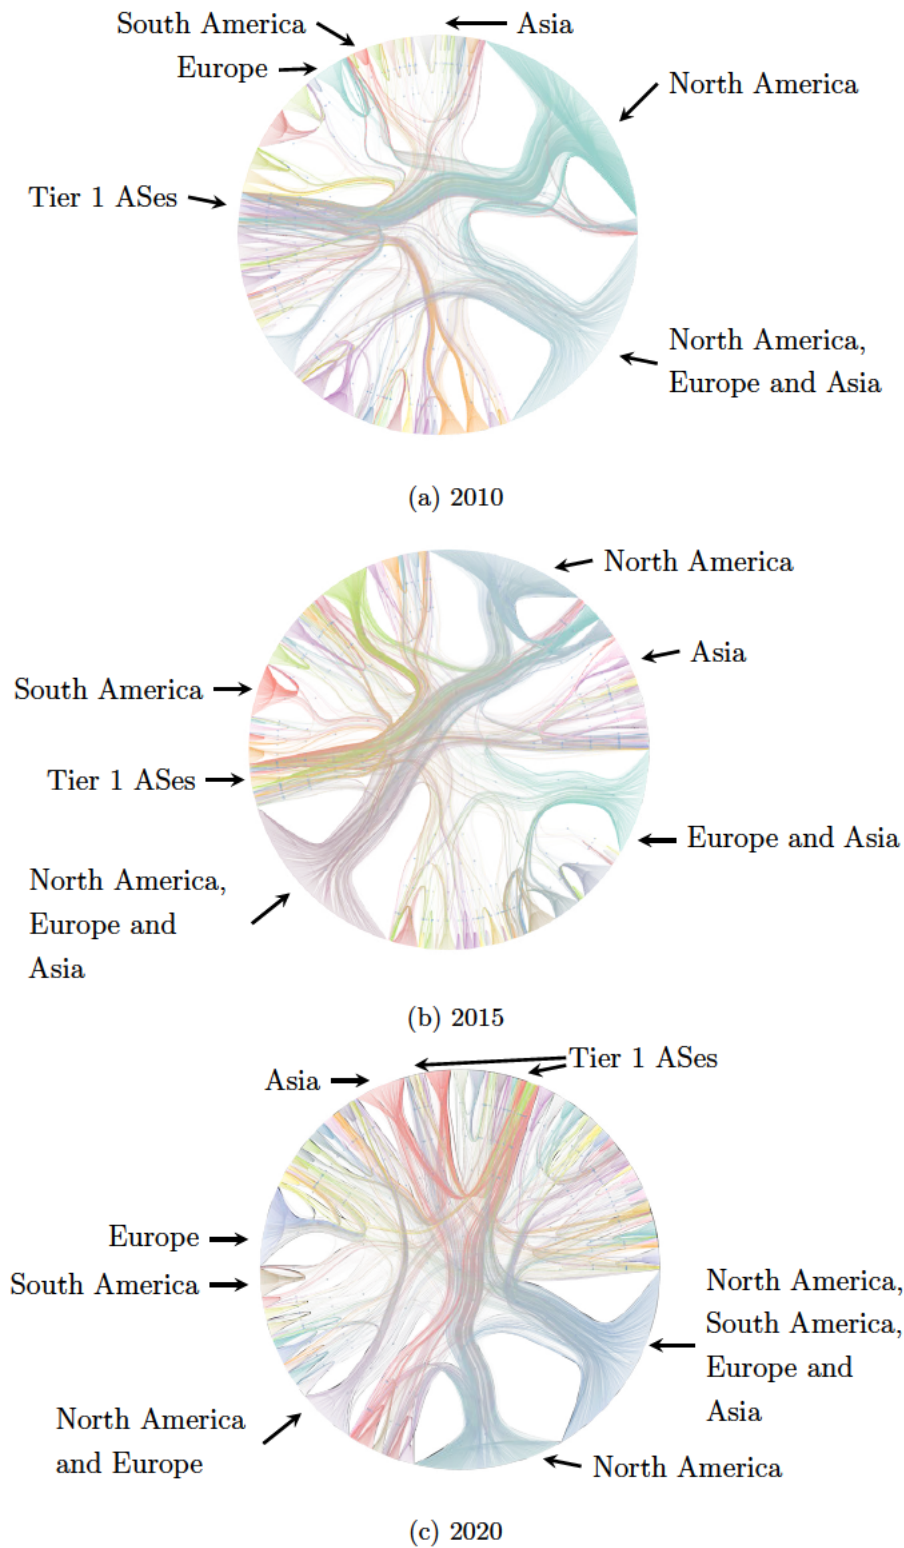 South America
Asia
Europe
North America
Tier 1 ASes
North America,
Europe and Asia
(a) 2010
North America
Asia
South America
Tier 1 ASes
Europe and Asia
North America,
Europe and
Asia
(b) 2015
Tier 1 ASes
Asia
Europe
South America
North America,
South America,
Europe and
Asia
North America
and Europe
North America
(c) 2020